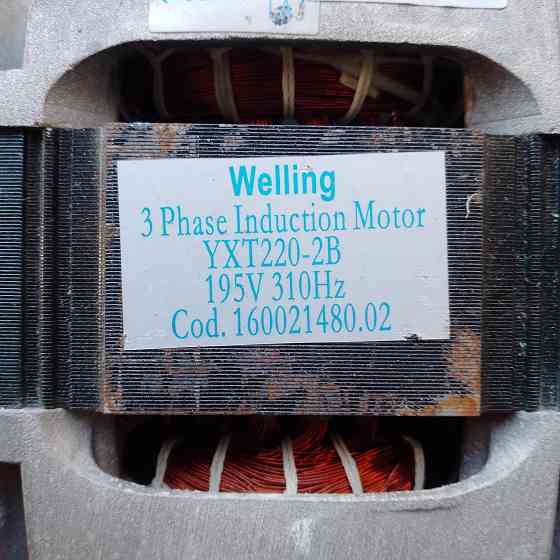 Welling
3 Phase Induction Motor
YXT220-2B
195V 310Hz
Cod. 160021480.02